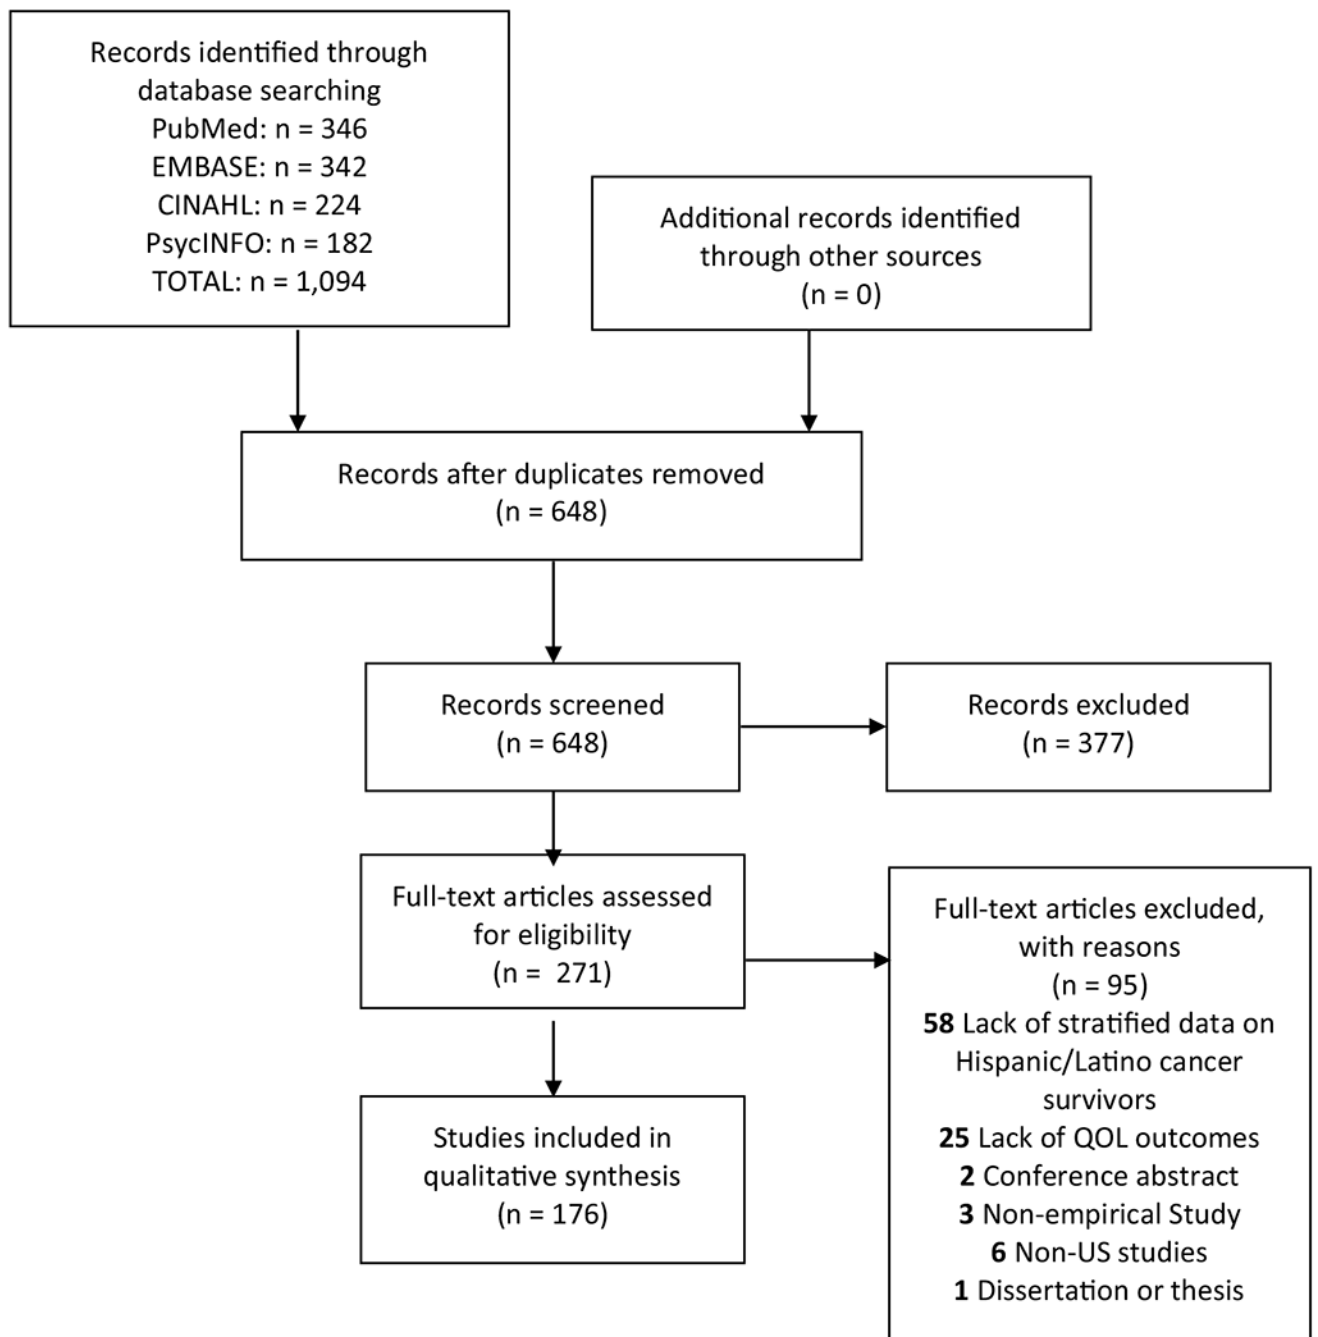 Records identified through
database searching
PubMed: n = 346
EMBASE: n = 342
CINAHL: n = 224
PsycINFO: n = 182
TOTAL: n = 1,094
Additional records identified
through other sources
(n = 0)
Records after duplicates removed
(n = 648)
Records screened
(n = 648)
Records excluded
(n = 377)
Full-text articles assessed
for eligibility
(n =  271)
Full-text articles excluded,
with reasons
(n = 95)
58 Lack of stratified data on
Hispanic/Latino cancer
survivors
25 Lack of QOL outcomes
2 Conference abstract
3 Non-empirical Study
6 Non-US studies
1 Dissertation or thesis
Studies included in
qualitative synthesis
(n = 176)